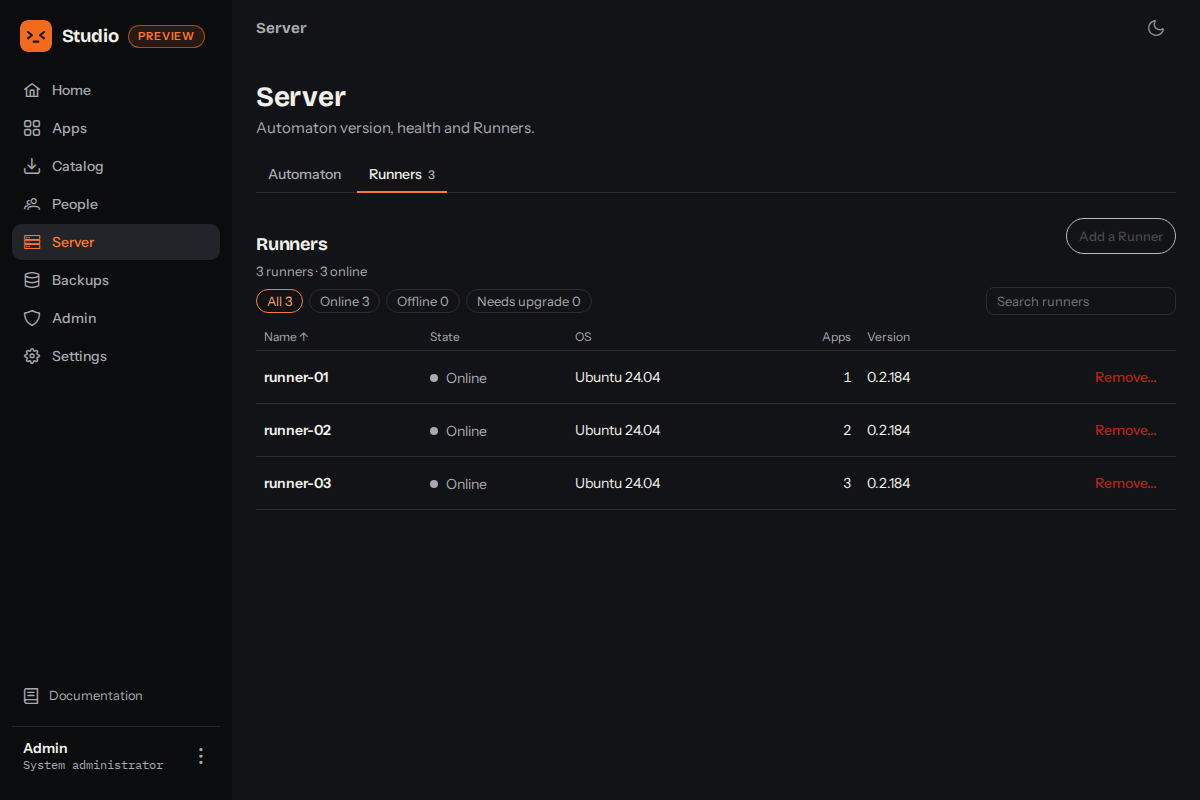 Studio PREVIEW
Home
Apps
Catalog
People
Server
Backups
Admin
Settings
Documentation
Admin
System administrator
Server
Server
Automaton version, health and Runners.
Automaton Runners 3
Runners
Add a Runner
3 runners · 3 online
All 3 Online 3 Offline 0 Needs upgrade 0 Search runners
Name ↑ State OS Apps Version
runner-01 Online Ubuntu 24.04 1 0.2.184 Remove...
runner-02 Online Ubuntu 24.04 2 0.2.184 Remove...
runner-03 Online Ubuntu 24.04 3 0.2.184 Remove...